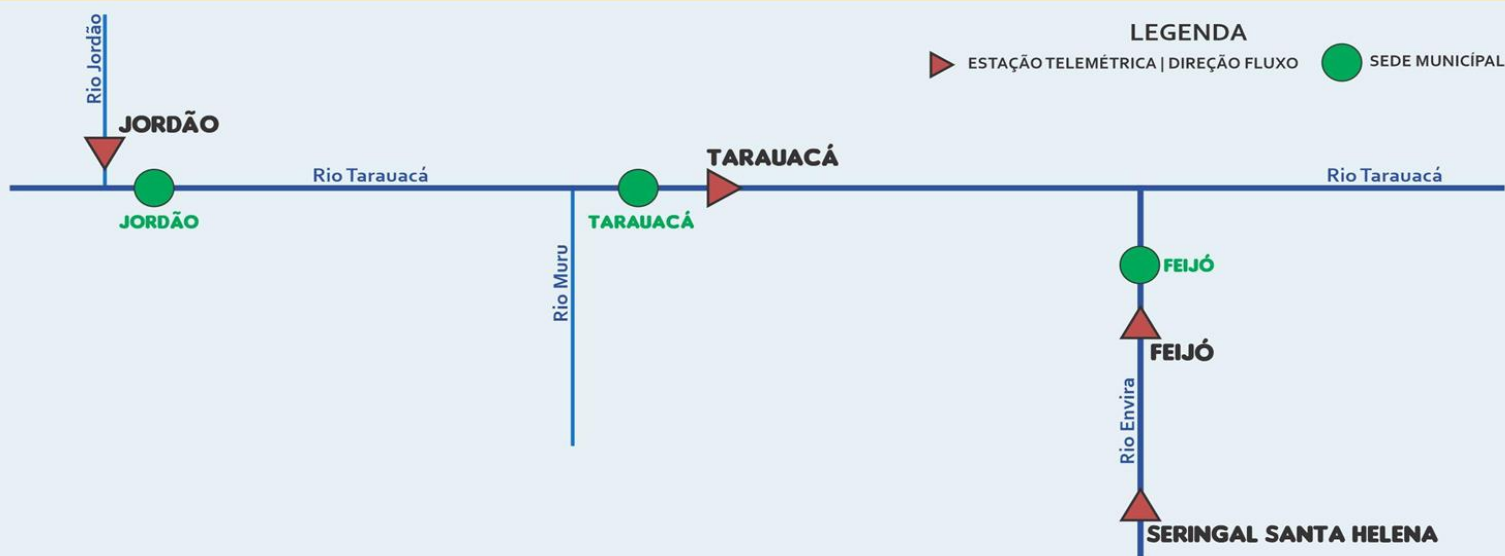 LEGENDA
ESTAÇÃO TELEMÉTRICA | DIREÇÃO FLUXO
SEDE MUNICÍPAL
Rio Jordão
JORDÃO
JORDÃO
Rio Tarauacá
Rio Muru
TARAUACÁ
TARAUACÁ
Rio Tarauacá
FEIJÓ
FEIJÓ
Rio Envira
SERINGAL SANTA HELENA